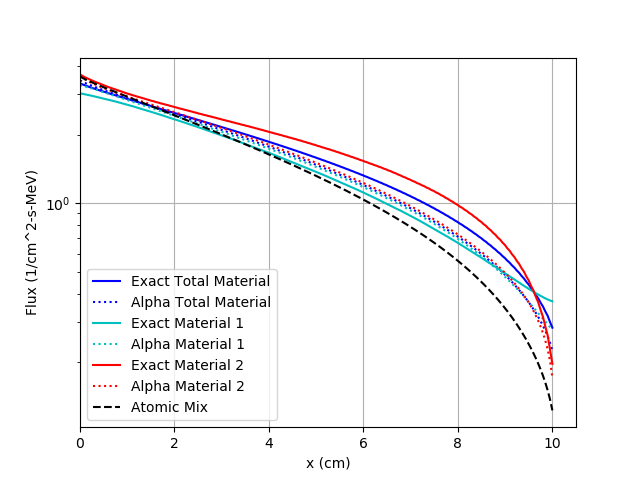 10^0
Flux (1/cm^2-s-MeV)
Exact Total Material
Alpha Total Material
Exact Material 1
Alpha Material 1
Exact Material 2
Alpha Material 2
Atomic Mix
0 2 4 6 8 10
x (cm)